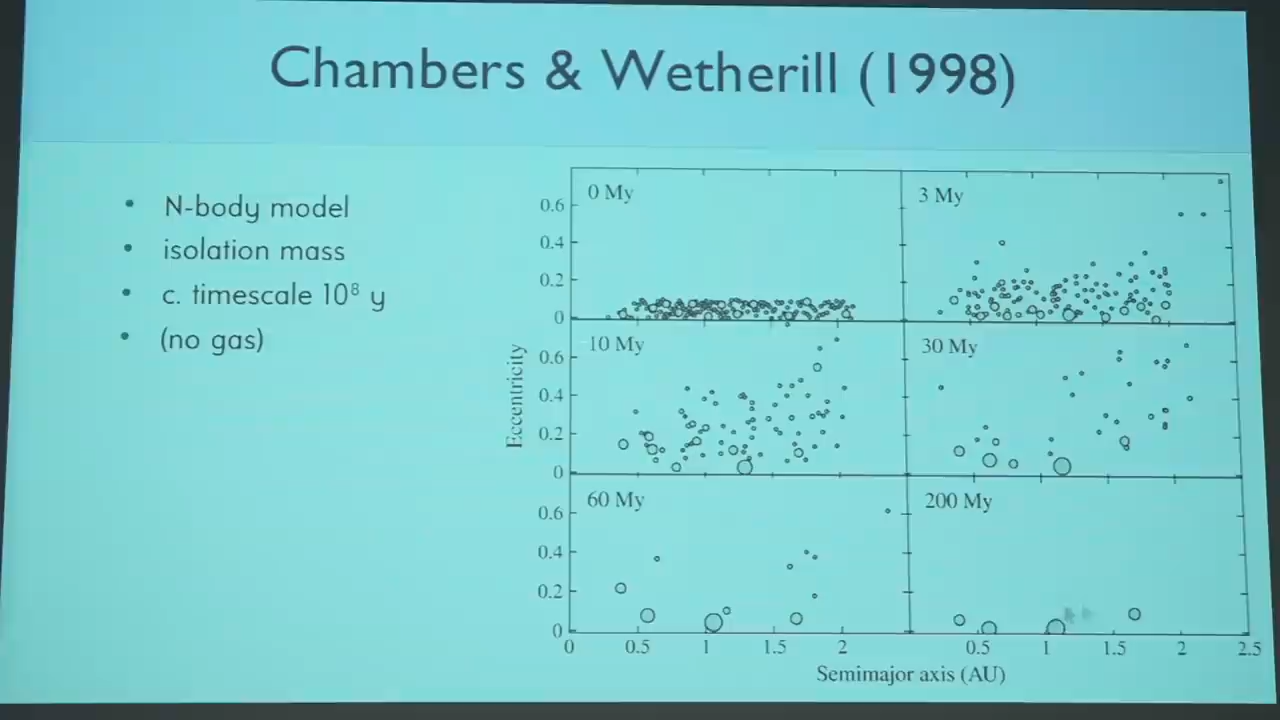 Chambers & Wetherill (1998)
• N-body model
• isolation mass
• c. timescale 10⁸ y
• (no gas)
0 My
3 My
0.6
0.4
0.2
0
10 My
30 My
0.6
0.4
0.2
0
60 My
200 My
0.6
0.4
0.2
0
Eccentricity
0 0.5 1 1.5 2 0.5 1 1.5 2 2.5
Semimajor axis (AU)